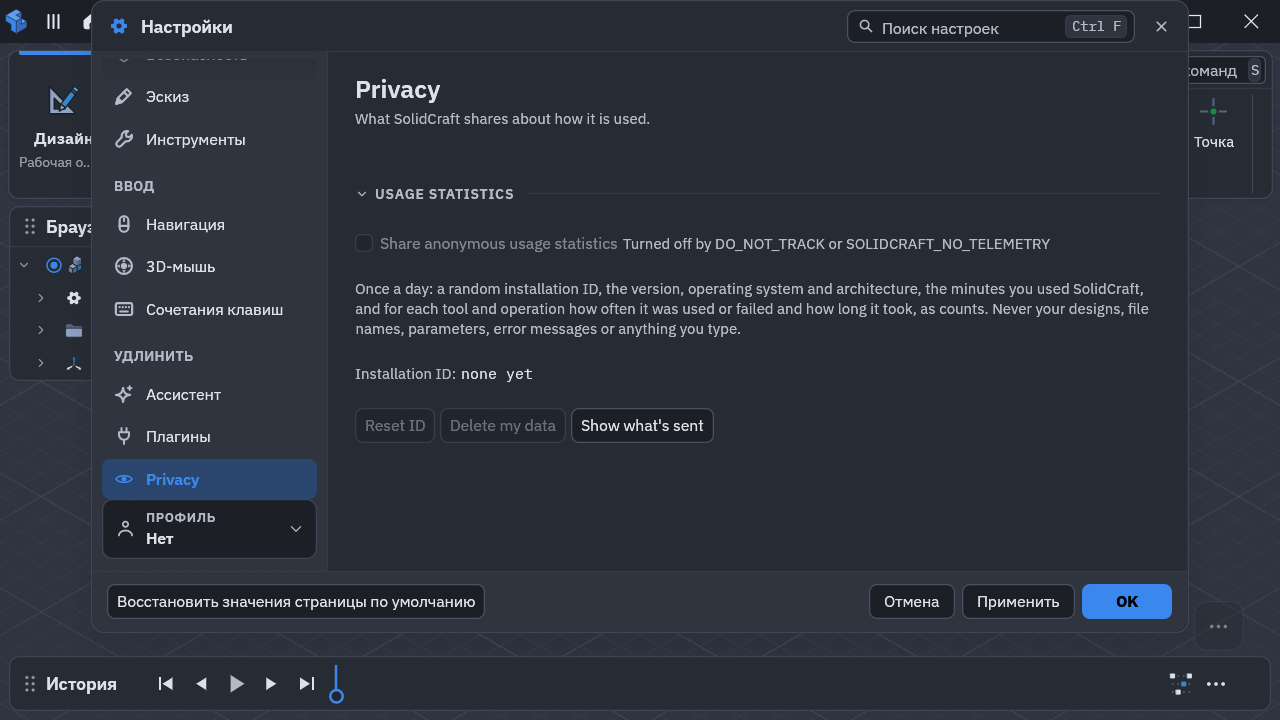 Настройки
Поиск настроек
Ctrl F
Дизайн
Рабочая о...
Брауз
команд
S
Точка
Эскиз
Инструменты
ВВОД
Навигация
3D-мышь
Сочетания клавиш
УДЛИНИТЬ
Ассистент
Плагины
Privacy
ПРОФИЛЬ
Нет
Privacy
What SolidCraft shares about how it is used.
USAGE STATISTICS
Share anonymous usage statistics Turned off by DO_NOT_TRACK or SOLIDCRAFT_NO_TELEMETRY
Once a day: a random installation ID, the version, operating system and architecture, the minutes you used SolidCraft,
and for each tool and operation how often it was used or failed and how long it took, as counts. Never your designs, file
names, parameters, error messages or anything you type.
Installation ID: none yet
Reset ID
Delete my data
Show what's sent
Восстановить значения страницы по умолчанию
Отмена
Применить
OK
История